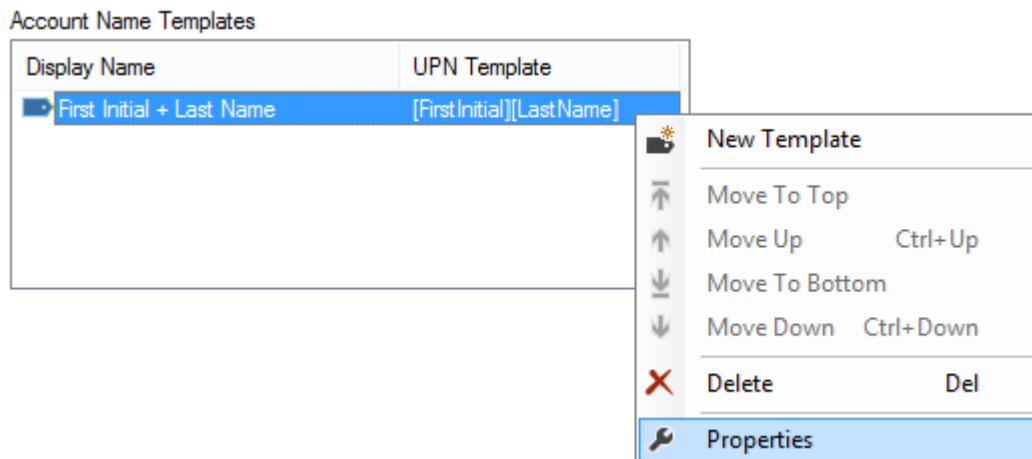 Account Name Templates
Display Name UPN Template
First Initial + Last Name [FirstInitial][LastName]
New Template
Move To Top
Move Up Ctrl+Up
Move To Bottom
Move Down Ctrl+Down
Delete Del
Properties